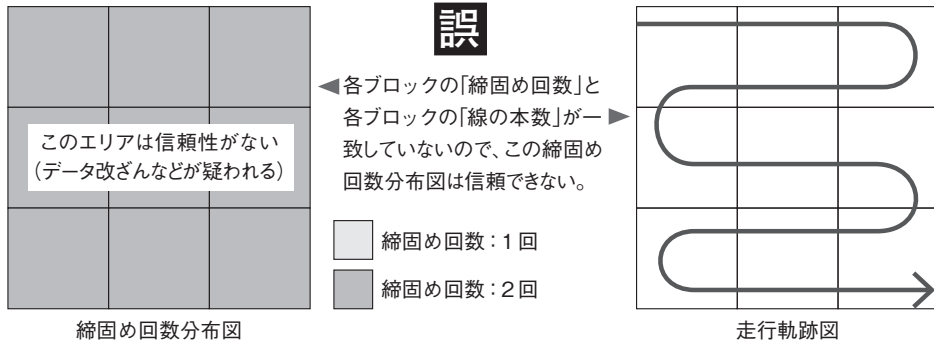 誤
◀各ブロックの「締固め回数」と
各ブロックの「線の本数」が一▶
致していないので、この締固め
回数分布図は信頼できない。
このエリアは信頼性がない
（データ改ざんなどが疑われる）
締固め回数：1回
締固め回数：2回
締固め回数分布図
走行軌跡図